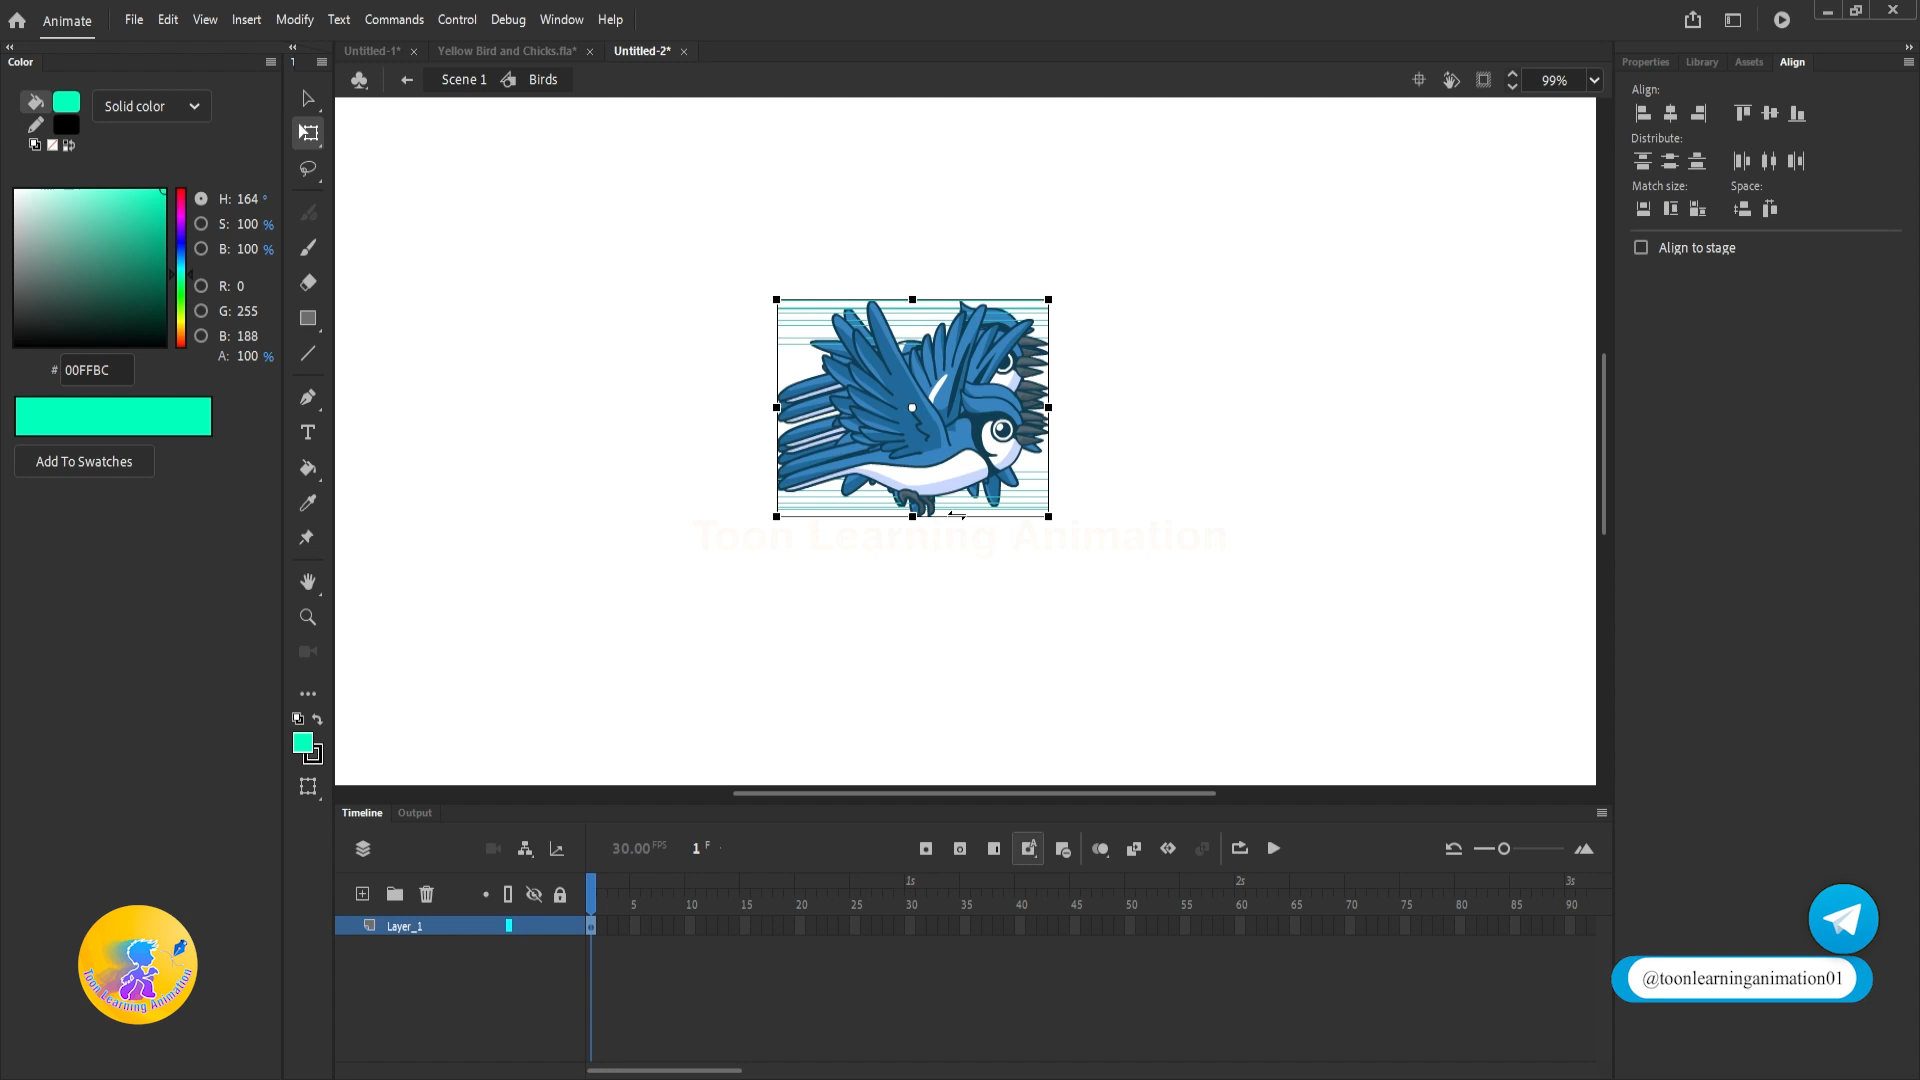 Animate File Edit View Insert Modify Text Commands Control Debug Window Help
Untitled-1* × Yellow Bird and Chicks.fla* × Untitled-2* ×
Color
Scene 1 Birds 99%
Properties Library Assets Align
Solid color
H: 164 °
S: 100 %
B: 100 %
R: 0
G: 255
B: 188
A: 100 %
# 00FFBC
Add To Swatches
Align:
Distribute:
Match size: Space:
Align to stage
Toon Learning Animation
Timeline Output
30.00 FPS 1 F
1s 2s 3s
5 10 15 20 25 30 35 40 45 50 55 60 65 70 75 80 85 90
Layer_1
Toon Learning Animation
@toonlearninganimation01